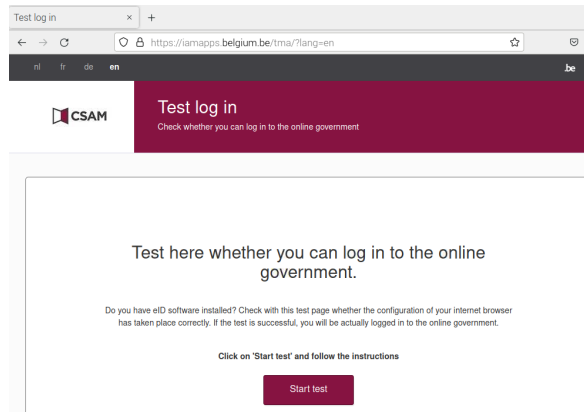 Test log in
https://iamapps.belgium.be/tma/?lang=en
nl fr de en
.be
CSAM
Test log in
Check whether you can log in to the online government
Test here whether you can log in to the online
government.
Do you have eID software installed? Check with this test page whether the configuration of your internet browser
has taken place correctly. If the test is successful, you will be actually logged in to the online government.
Click on 'Start test' and follow the instructions
Start test